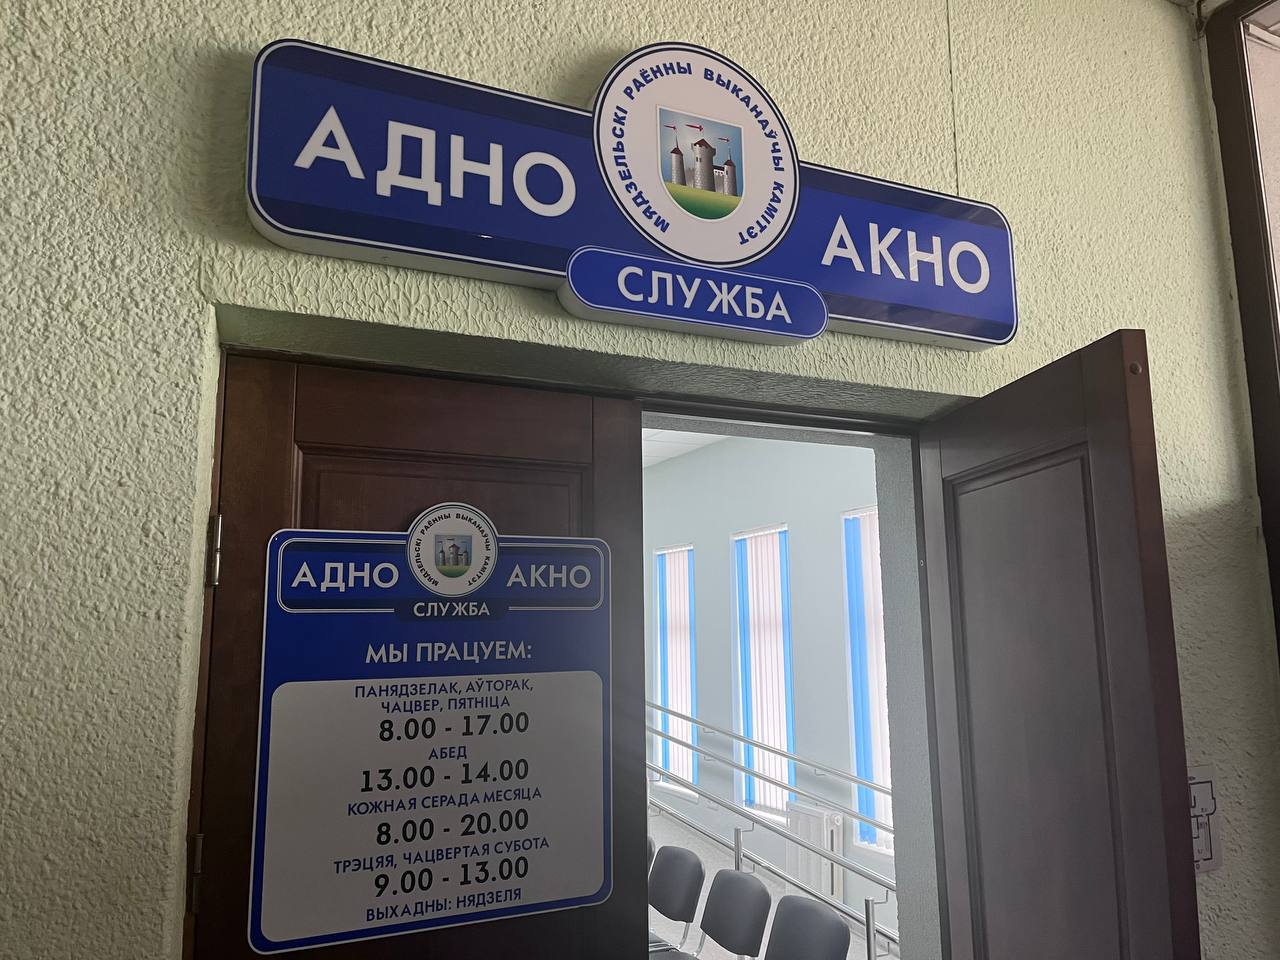 АДНО
МЯДЗЕЛЬСКІ РАЁННЫ ВЫКАНАЎЧЫ КАМІТЭТ
АКНО
СЛУЖБА
АДНО
МЯДЗЕЛЬСКІ РАЁННЫ ВЫКАНАЎЧЫ КАМІТЭТ
АКНО
СЛУЖБА
МЫ ПРАЦУЕМ:
ПАНЯДЗЕЛАК, АЎТОРАК,
ЧАЦВЕР, ПЯТНІЦА
8.00 - 17.00
АБЕД
13.00 - 14.00
КОЖНАЯ СЕРАДА МЕСЯЦА
8.00 - 20.00
ТРЭЦЯЯ, ЧАЦВЕРТАЯ СУБОТА
9.00 - 13.00
ВЫХАДНЫ: НЯДЗЕЛЯ